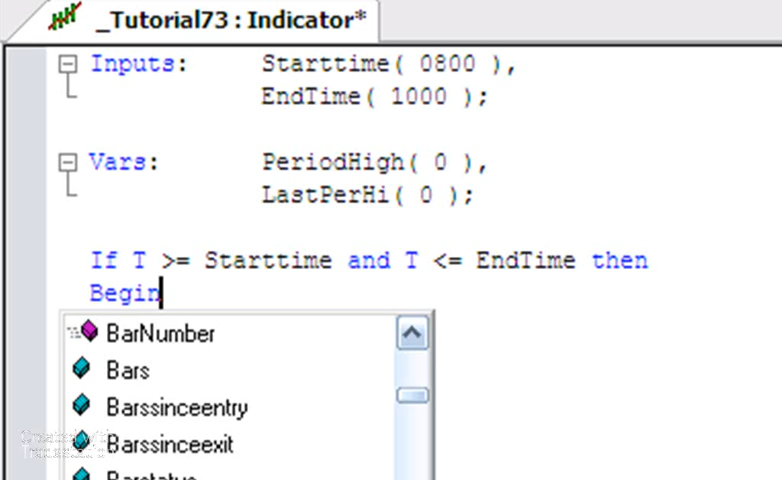 _Tutorial73 : Indicator*
Inputs: Starttime( 0800 ),
EndTime( 1000 );
Vars: PeriodHigh( 0 ),
LastPerHi( 0 );
If T >= Starttime and T <= EndTime then
Begin
BarNumber
Bars
Barssinceentry
Barssinceexit
Barstatus